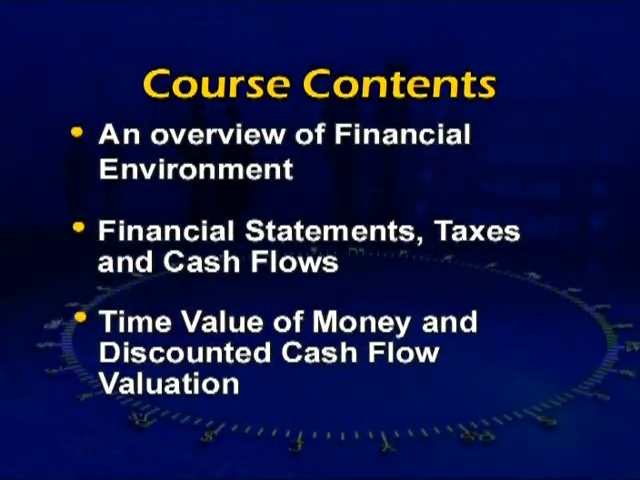 Course Contents
• An overview of Financial
Environment
• Financial Statements, Taxes
and Cash Flows
• Time Value of Money and
Discounted Cash Flow
Valuation